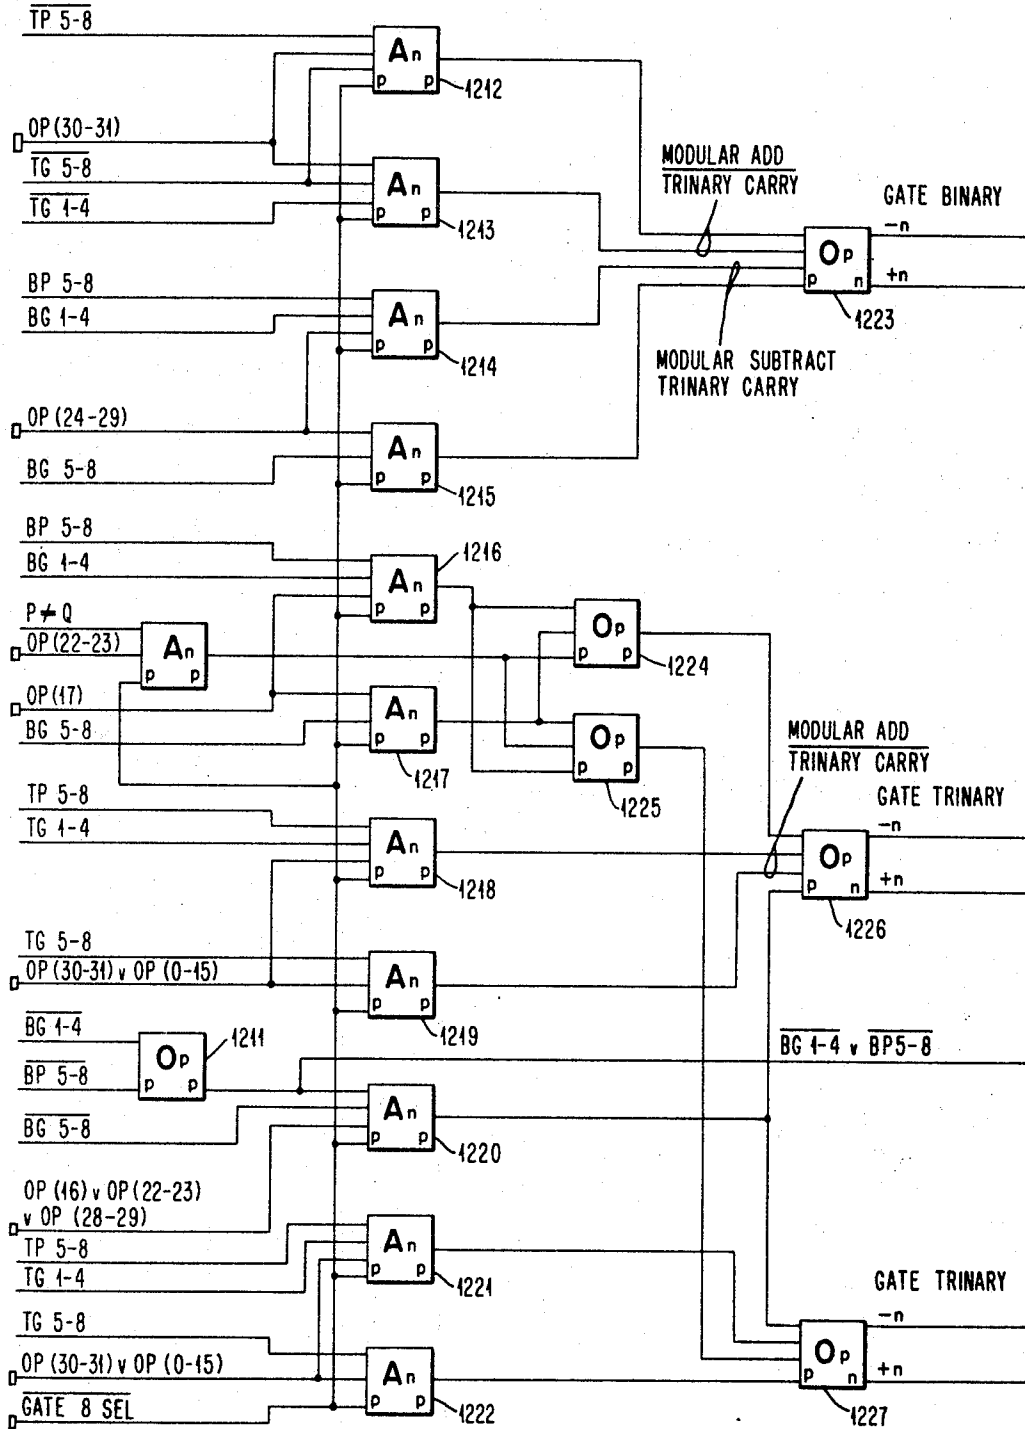 TP 5-8
An
p p
1212
OP(30-31)
TG 5-8
TG 1-4
An
p p
1213
MODULAR ADD
TRINARY CARRY
GATE BINARY
-n
+n
Op
p n
1223
BP 5-8
BG 1-4
An
p p
1214
MODULAR SUBTRACT
TRINARY CARRY
OP(24-29)
BG 5-8
An
p p
1215
BP 5-8
BG 1-4
An
p p
1216
P≠Q
OP(22-23)
An
p p
Op
p p
1224
OP(17)
BG 5-8
An
p p
1217
Op
p p
1225
MODULAR ADD
TRINARY CARRY
GATE TRINARY
-n
+n
Op
p n
1226
TP 5-8
TG 1-4
An
p p
1218
TG 5-8
OP(30-31) v OP(0-15)
An
p p
1219
BG 1-4
BP 5-8
Op
p p
1211
BG 1-4 v BP5-8
BG 5-8
An
p p
1220
OP (16) v OP(22-23)
v OP (28-29)
TP 5-8
TG 1-4
An
p p
1221
GATE TRINARY
-n
+n
Op
p n
1227
TG 5-8
OP(30-31) v OP(0-15)
GATE 8 SEL
An
p p
1222